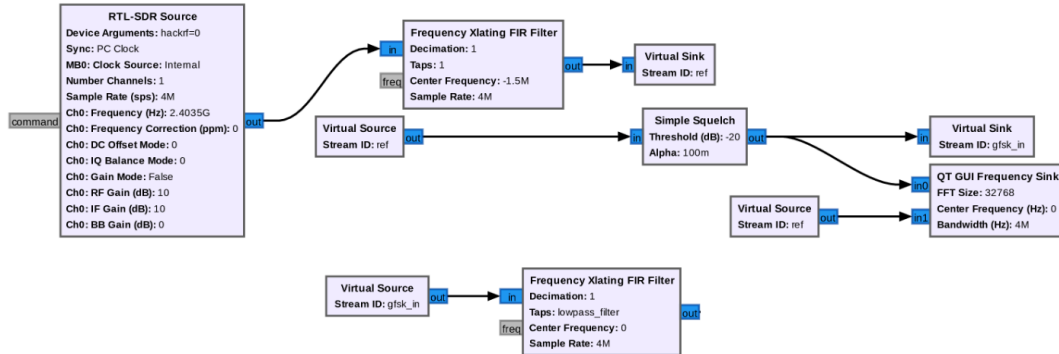 RTL-SDR Source
Device Arguments: hackrf=0
Sync: PC Clock
MB0: Clock Source: Internal
Number Channels: 1
Sample Rate (sps): 4M
Ch0: Frequency (Hz): 2.4035G
Ch0: Frequency Correction (ppm): 0
Ch0: DC Offset Mode: 0
Ch0: IQ Balance Mode: 0
Ch0: Gain Mode: False
Ch0: RF Gain (dB): 10
Ch0: IF Gain (dB): 10
Ch0: BB Gain (dB): 0
command
out
Frequency Xlating FIR Filter
Decimation: 1
Taps: 1
Center Frequency: -1.5M
Sample Rate: 4M
in
freq
out
Virtual Sink
Stream ID: ref
in
Virtual Source
Stream ID: ref
out
Simple Squelch
Threshold (dB): -20
Alpha: 100m
in
out
Virtual Sink
Stream ID: gfsk_in
in
QT GUI Frequency Sink
FFT Size: 32768
Center Frequency (Hz): 0
Bandwidth (Hz): 4M
in0
in1
Virtual Source
Stream ID: ref
out
Virtual Source
Stream ID: gfsk_in
out
Frequency Xlating FIR Filter
Decimation: 1
Taps: lowpass_filter
Center Frequency: 0
Sample Rate: 4M
in
freq
out